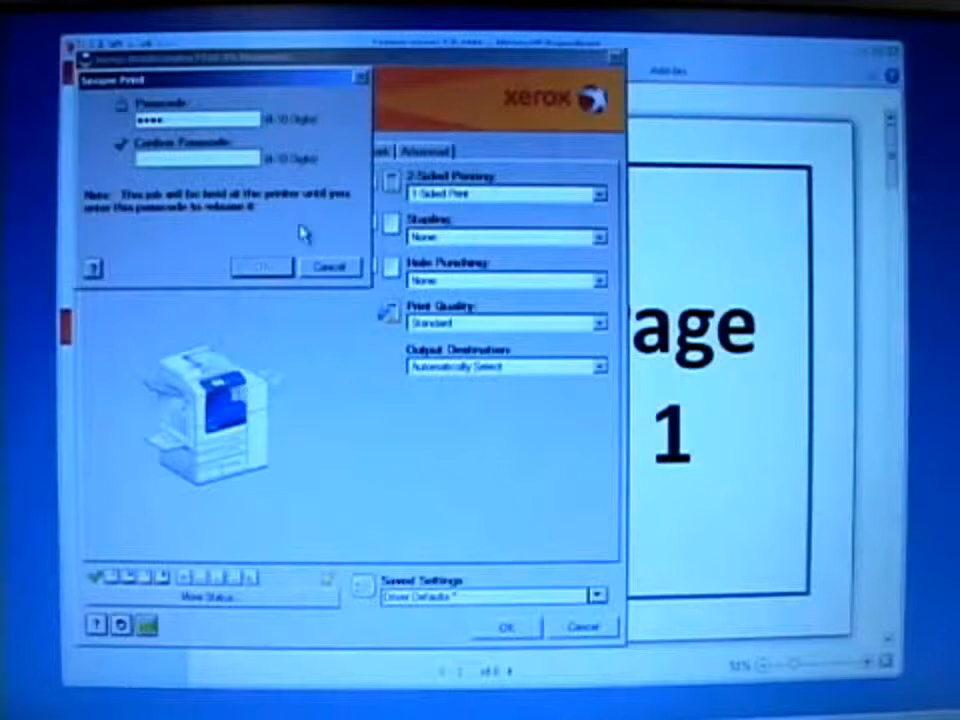 Add-Ins
Secure Print
Passcode:
(4-10 Digits)
Confirm Passcode:
(4-10 Digits)
Note: This job will be held at the printer until you
enter this passcode to release it.
OK
Cancel
xerox
Advanced
2-Sided Printing:
1-Sided Print
Stapling:
None
Hole Punching:
None
Print Quality:
Standard
Output Destination:
Automatically Select
More Status...
Saved Settings
Driver Defaults *
OK
Cancel
age
1